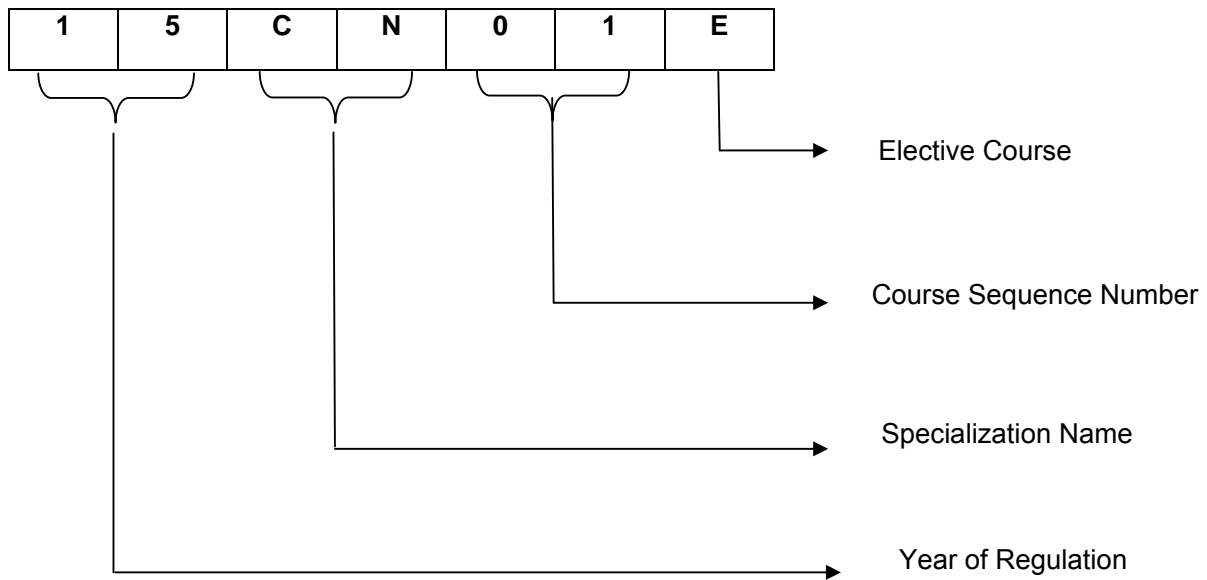 1 5 C N 0 1 E
Elective Course
Course Sequence Number
Specialization Name
Year of Regulation